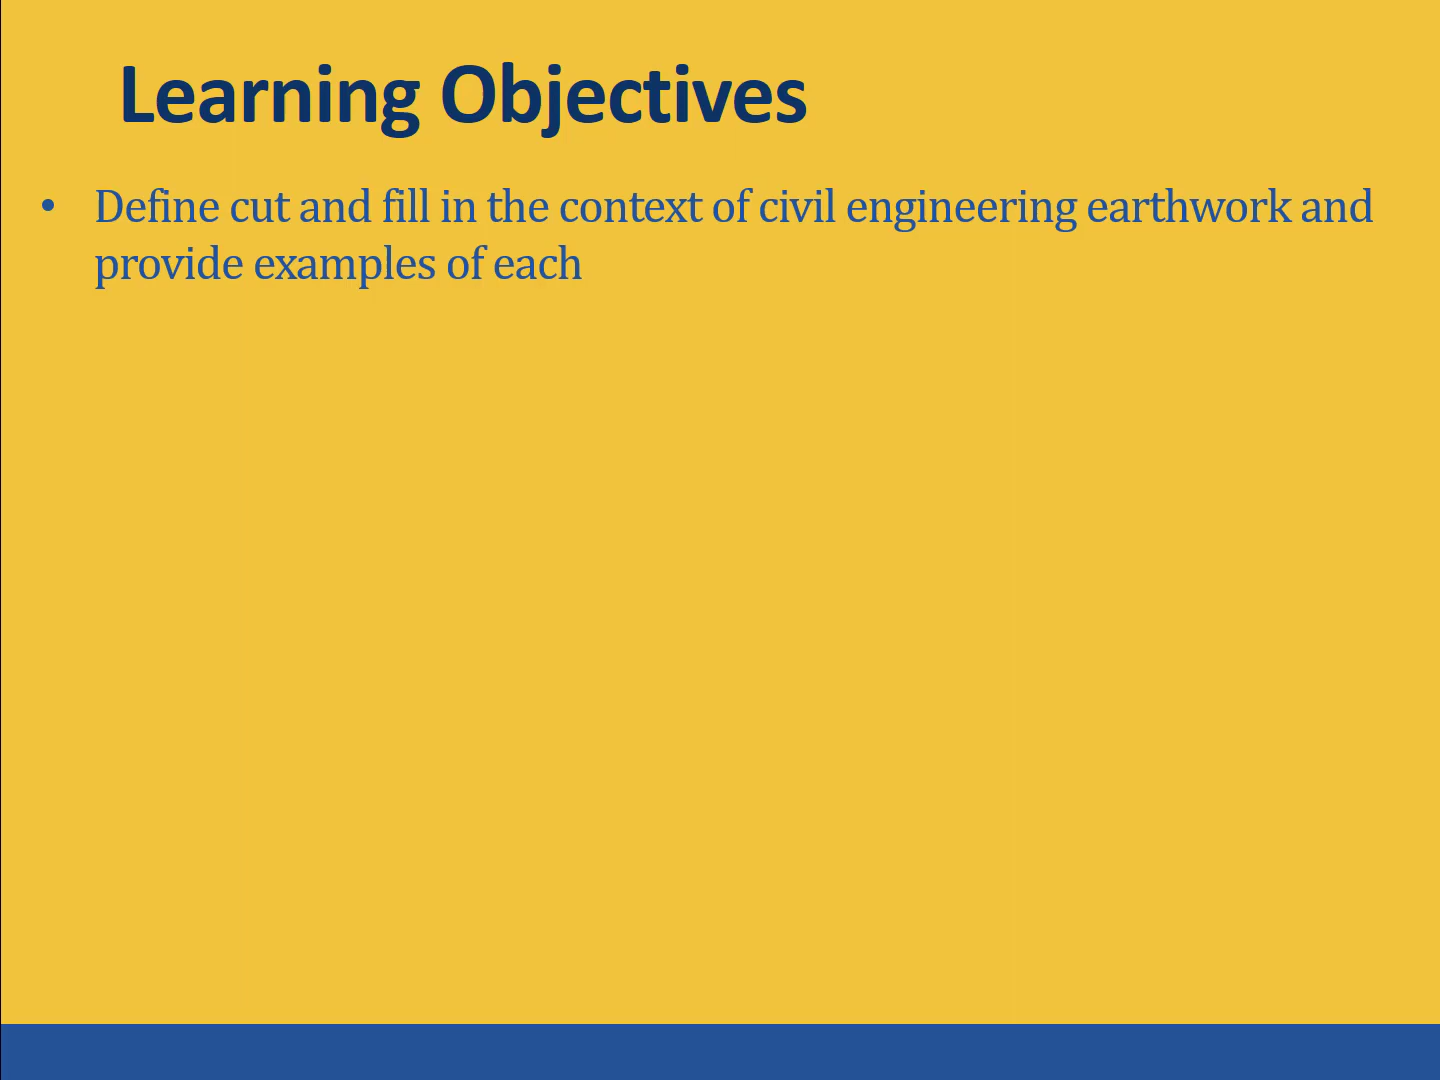 Learning Objectives
• Define cut and fill in the context of civil engineering earthwork and
provide examples of each